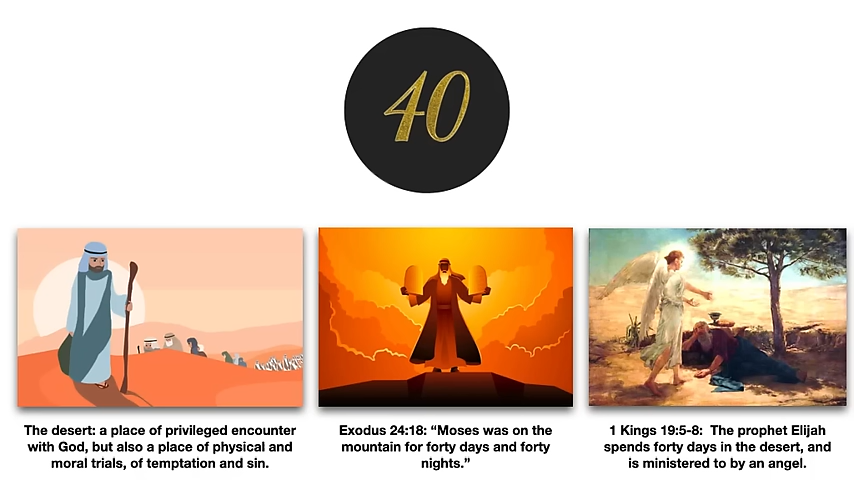 40
The desert: a place of privileged encounter
with God, but also a place of physical and
moral trials, of temptation and sin.
Exodus 24:18: “Moses was on the
mountain for forty days and forty
nights.”
1 Kings 19:5-8:  The prophet Elijah
spends forty days in the desert, and
is ministered to by an angel.